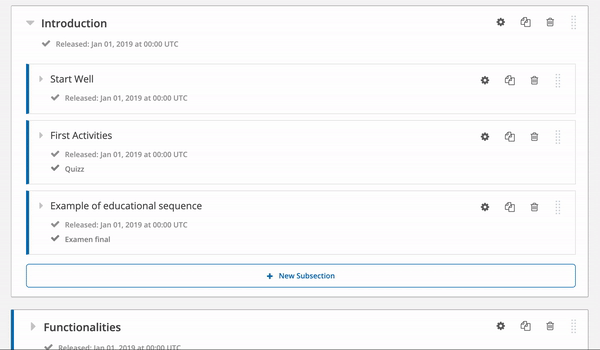 Introduction
Released: Jan 01, 2019 at 00:00 UTC
Start Well
Released: Jan 01, 2019 at 00:00 UTC
First Activities
Released: Jan 01, 2019 at 00:00 UTC
Quizz
Example of educational sequence
Released: Jan 01, 2019 at 00:00 UTC
Examen final
+ New Subsection
Functionalities
Released: Jan 01, 2019 at 00:00 UTC